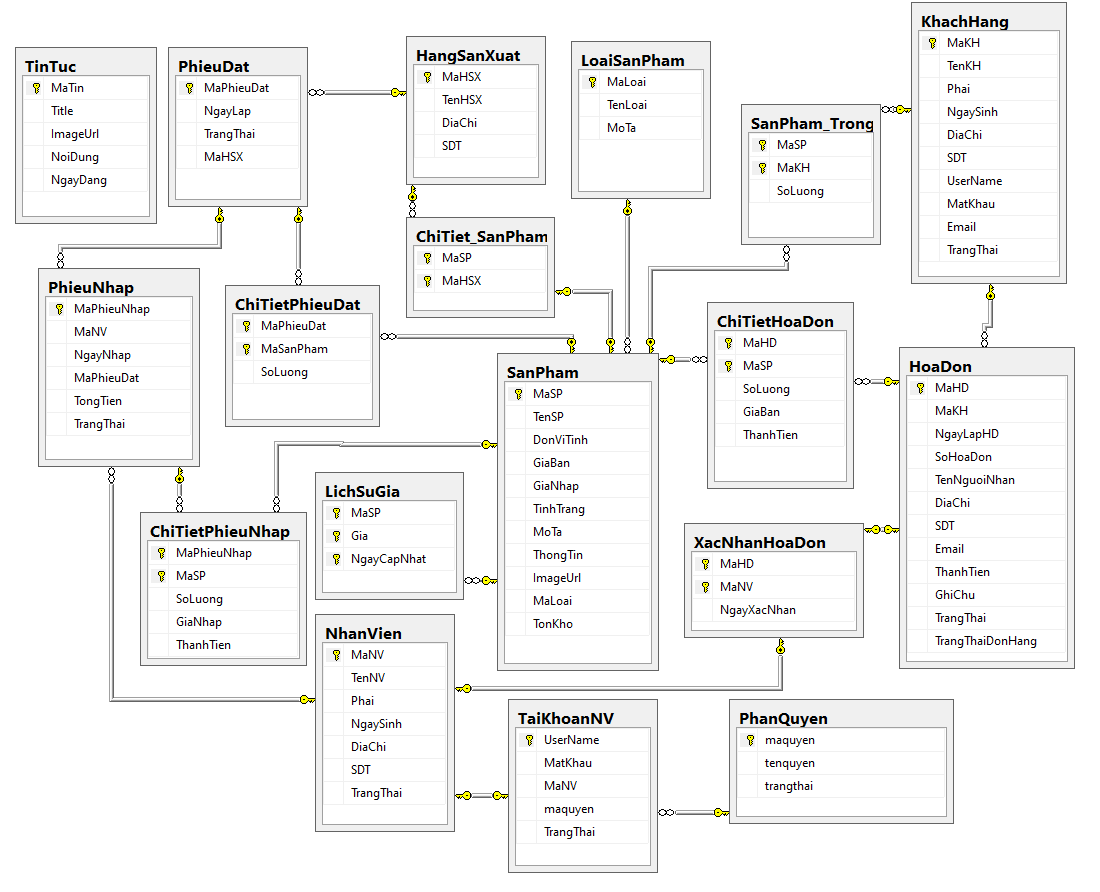 TinTuc
MaTin
Title
ImageUrl
NoiDung
NgayDang
PhieuDat
MaPhieuDat
NgayLap
TrangThai
MaHSX
HangSanXuat
MaHSX
TenHSX
DiaChi
SDT
LoaiSanPham
MaLoai
TenLoai
MoTa
SanPham_Trong
MaSP
MaKH
SoLuong
KhachHang
MaKH
TenKH
Phai
NgaySinh
DiaChi
SDT
UserName
MatKhau
Email
TrangThai
ChiTiet_SanPham
MaSP
MaHSX
PhieuNhap
MaPhieuNhap
MaNV
NgayNhap
MaPhieuDat
TongTien
TrangThai
ChiTietPhieuDat
MaPhieuDat
MaSanPham
SoLuong
SanPham
MaSP
TenSP
DonViTinh
GiaBan
GiaNhap
TinhTrang
MoTa
ThongTin
ImageUrl
MaLoai
TonKho
ChiTietHoaDon
MaHD
MaSP
SoLuong
GiaBan
ThanhTien
HoaDon
MaHD
MaKH
NgayLapHD
SoHoaDon
TenNguoiNhan
DiaChi
SDT
Email
ThanhTien
GhiChu
TrangThai
TrangThaiDonHang
ChiTietPhieuNhap
MaPhieuNhap
MaSP
SoLuong
GiaNhap
ThanhTien
LichSuGia
MaSP
Gia
NgayCapNhat
XacNhanHoaDon
MaHD
MaNV
NgayXacNhan
NhanVien
MaNV
TenNV
Phai
NgaySinh
DiaChi
SDT
TrangThai
TaiKhoanNV
UserName
MatKhau
MaNV
maquyen
TrangThai
PhanQuyen
maquyen
tenquyen
trangthai